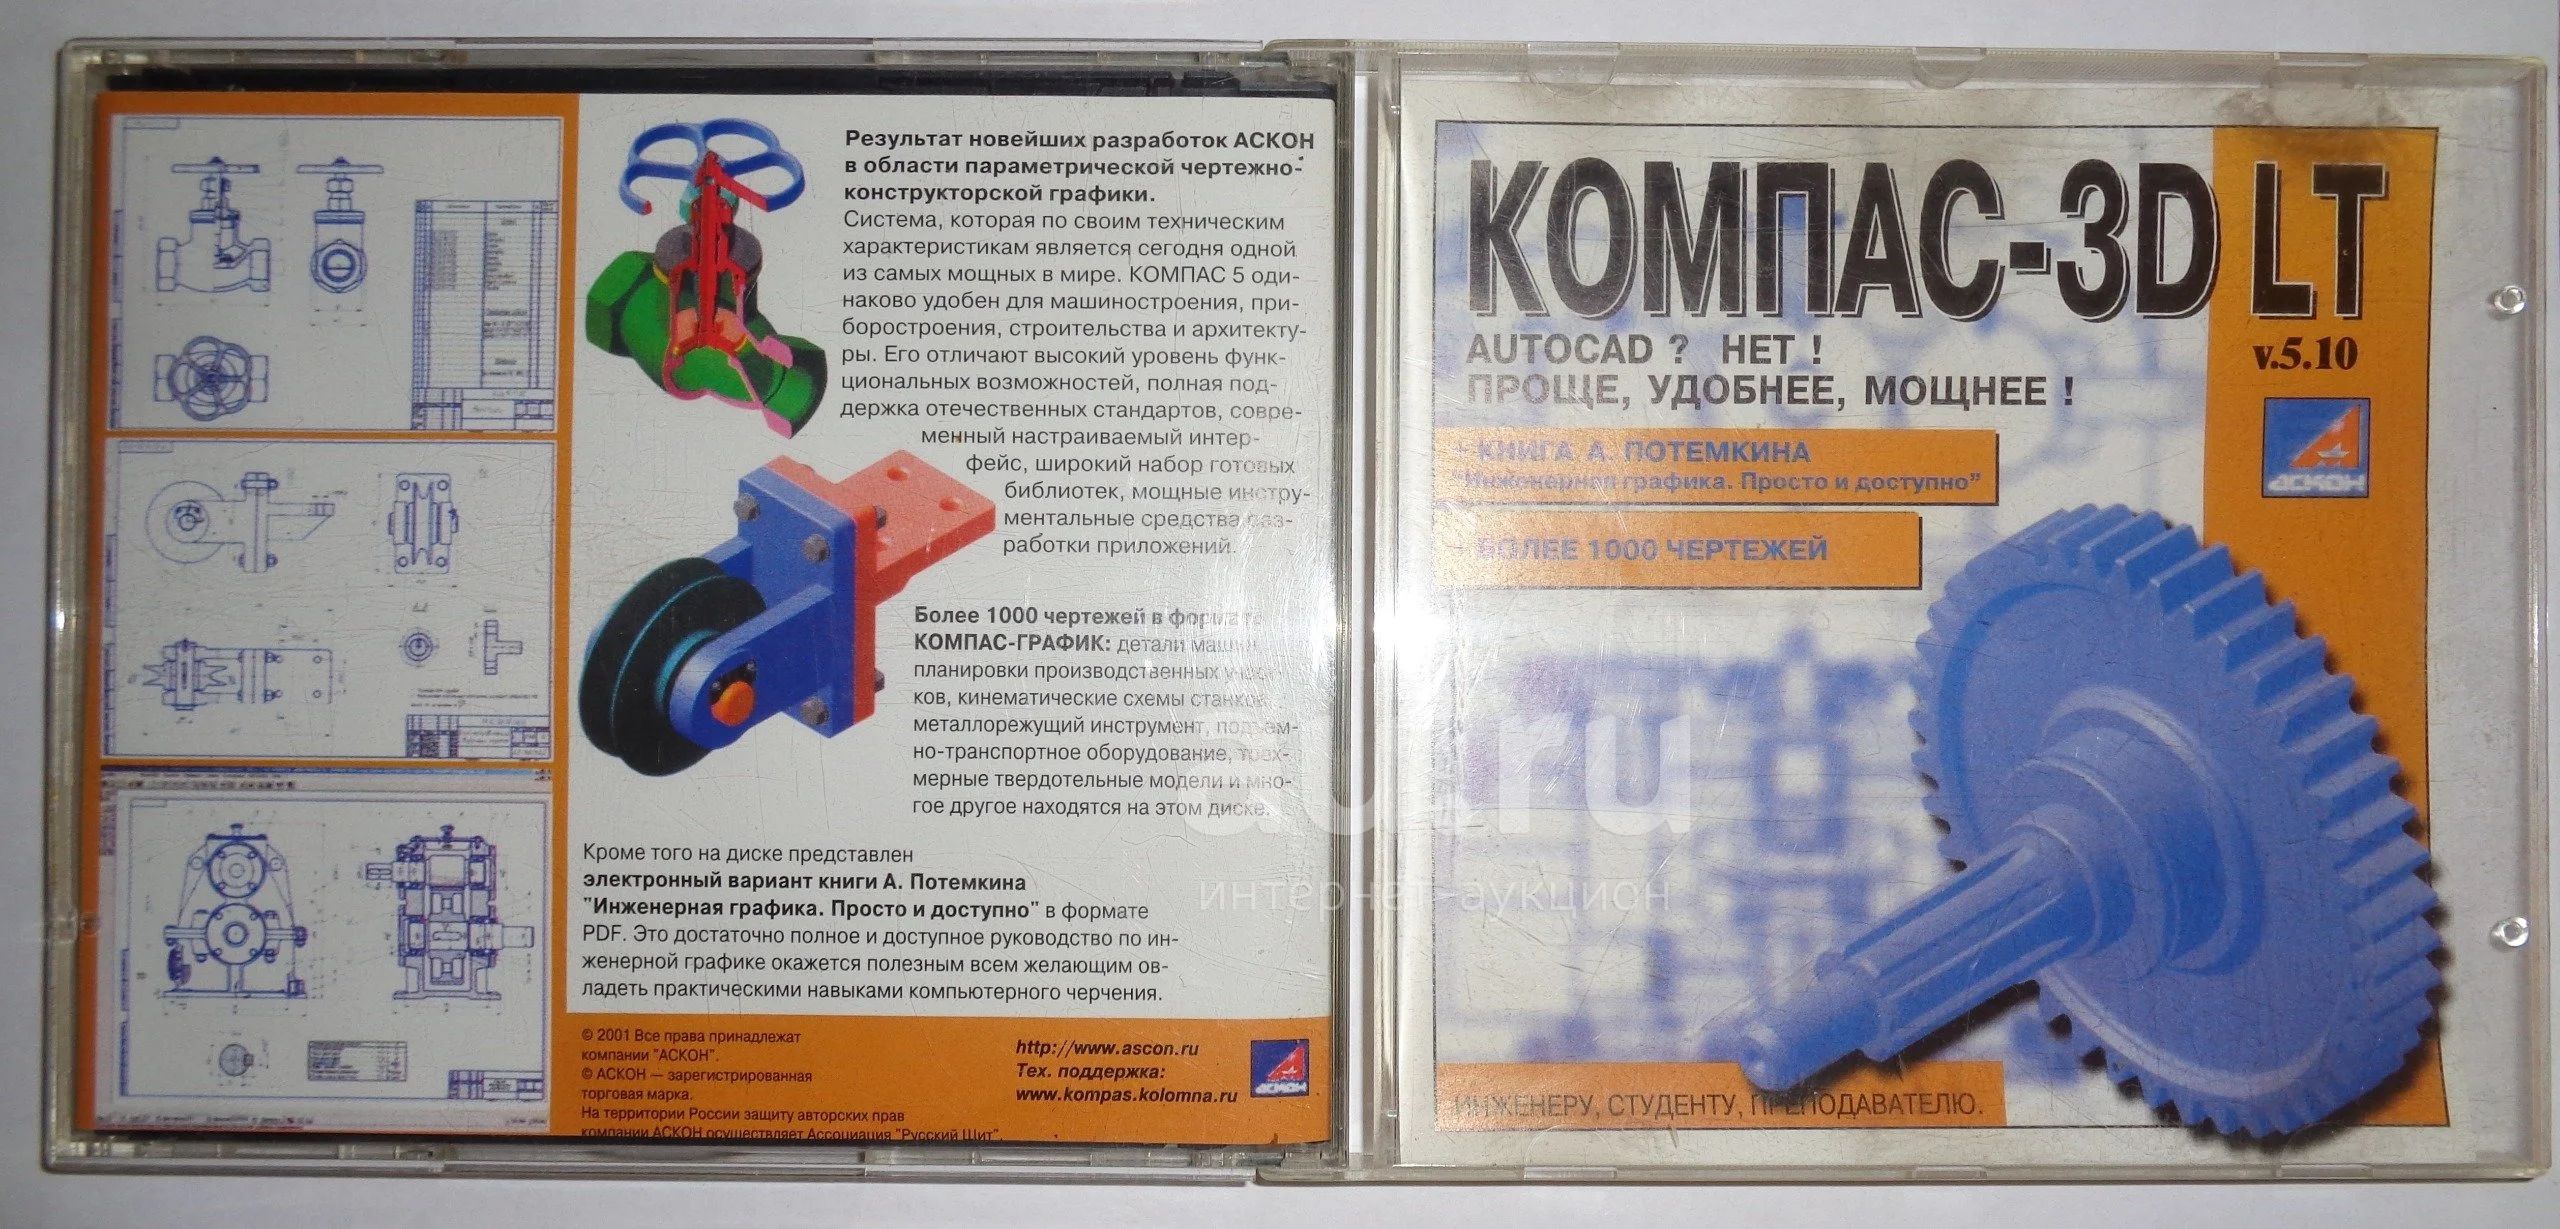 Результат новейших разработок АСКОН
в области параметрической чертежно-
конструкторской графики.
Система, которая по своим техническим
характеристикам является сегодня одной
из самых мощных в мире. КОМПАС 5 оди-
наково удобен для машиностроения, при-
боростроения, строительства и архитекту-
ры. Его отличают высокий уровень функ-
циональных возможностей, полная под-
держка отечественных стандартов, совре-
менный настраиваемый интер-
фейс, широкий набор готовых
библиотек, мощные инстру-
ментальные средства раз-
работки приложений.
Более 1000 чертежей в формате
КОМПАС-ГРАФИК: детали машин,
планировки производственных участ-
ков, кинематические схемы станков,
металлорежущий инструмент, подъем-
но-транспортное оборудование, трех-
мерные твердотельные модели и мно-
гое другое находятся на этом диске.
Кроме того на диске представлен
электронный вариант книги А. Потемкина
"Инженерная графика. Просто и доступно" в формате
PDF. Это достаточно полное и доступное руководство по ин-
женерной графике окажется полезным всем желающим ов-
ладеть практическими навыками компьютерного черчения.
© 2001 Все права принадлежат
компании "АСКОН".
© АСКОН — зарегистрированная
торговая марка.
На территории России защиту авторских прав
компании АСКОН осуществляет Ассоциация "Русский Щит".
http://www.ascon.ru
Тех. поддержка:
www.kompas.kolomna.ru
АСКОН
КОМПАС-3D LT
v.5.10
AUTOCAD ? НЕТ !
ПРОЩЕ, УДОБНЕЕ, МОЩНЕЕ !
АСКОН
+ КНИГА А. ПОТЕМКИНА
"Инженерная графика. Просто и доступно"
+ БОЛЕЕ 1000 ЧЕРТЕЖЕЙ
ИНЖЕНЕРУ, СТУДЕНТУ, ПРЕПОДАВАТЕЛЮ.
au.ru
интернет-аукцион